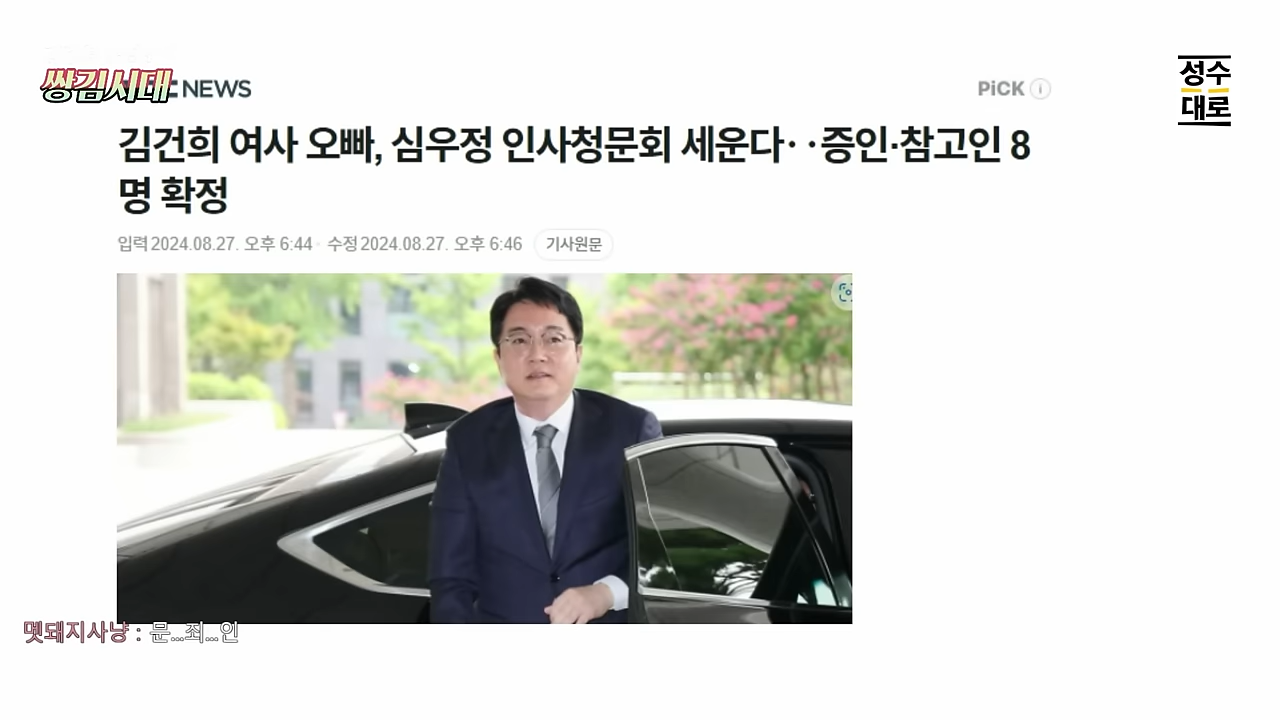 쌍김시대
NEWS
PiCK
성수
대로
김건희 여사 오빠, 심우정 인사청문회 세운다‥증인·참고인 8
명 확정
입력 2024.08.27. 오후 6:44 · 수정 2024.08.27. 오후 6:46 기사원문
멧돼지사냥 : 문...죄...인